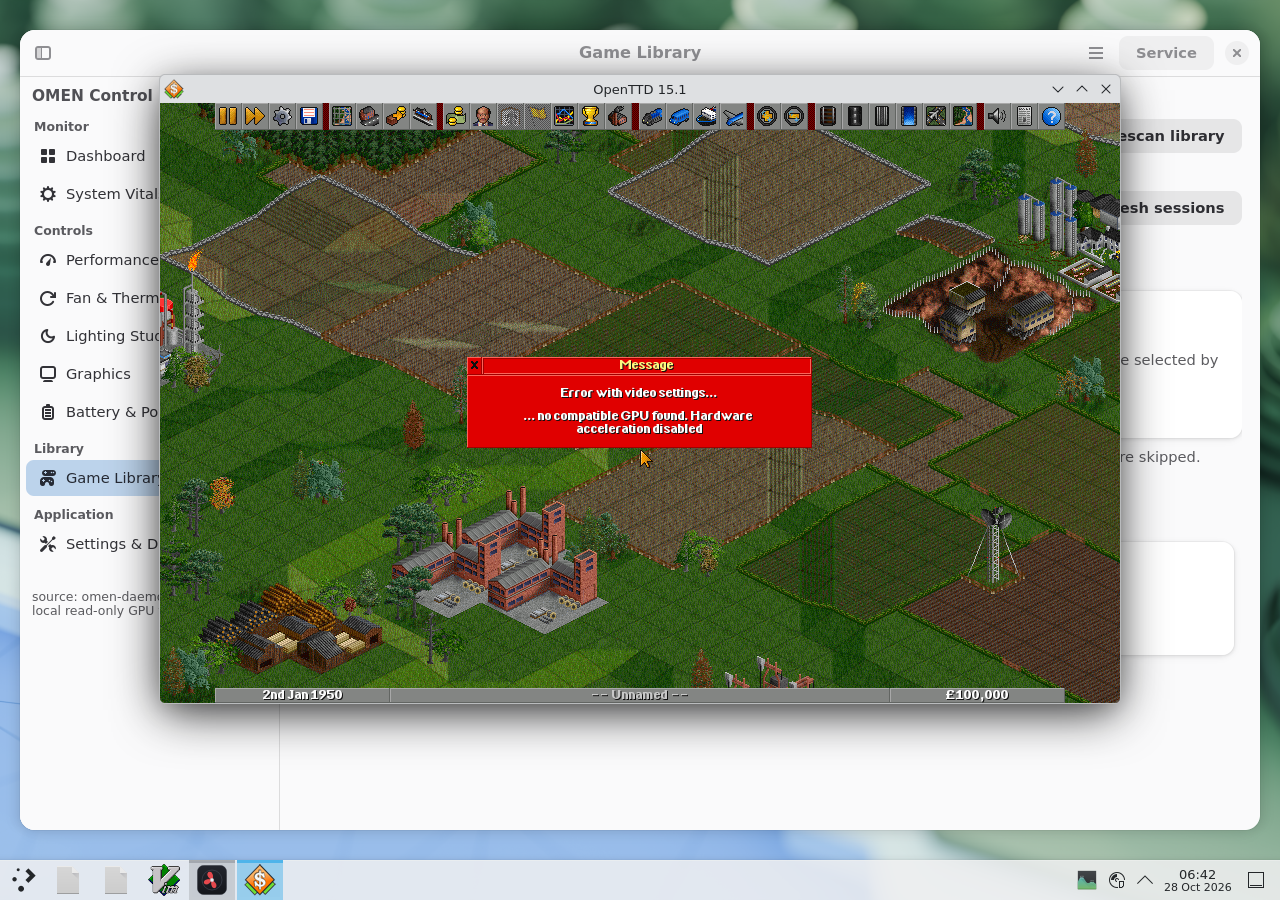 Game Library
Service
OMEN Control
Monitor
Dashboard
System Vital
Controls
Performance
Fan & Therm
Lighting Stud
Graphics
Battery & Po
Library
Game Library
Application
Settings & D
source: omen-daem
local read-only GPU
escan library
esh sessions
e selected by
re skipped.
OpenTTD 15.1
Message
Error with video settings...
... no compatible GPU found. Hardware
acceleration disabled
2nd Jan 1950
-- Unnamed --
£100,000
06:42
28 Oct 2026